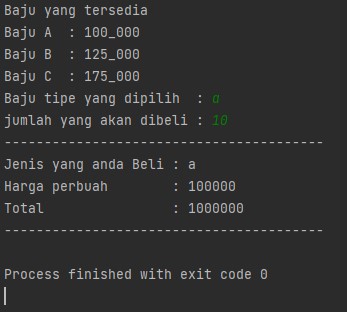 Baju yang tersedia
Baju A  : 100_000
Baju B  : 125_000
Baju C  : 175_000
Baju tipe yang dipilih  : a
jumlah yang akan dibeli : 10
----------------------------------------
Jenis yang anda Beli : a
Harga perbuah        : 100000
Total                : 1000000
----------------------------------------
Process finished with exit code 0